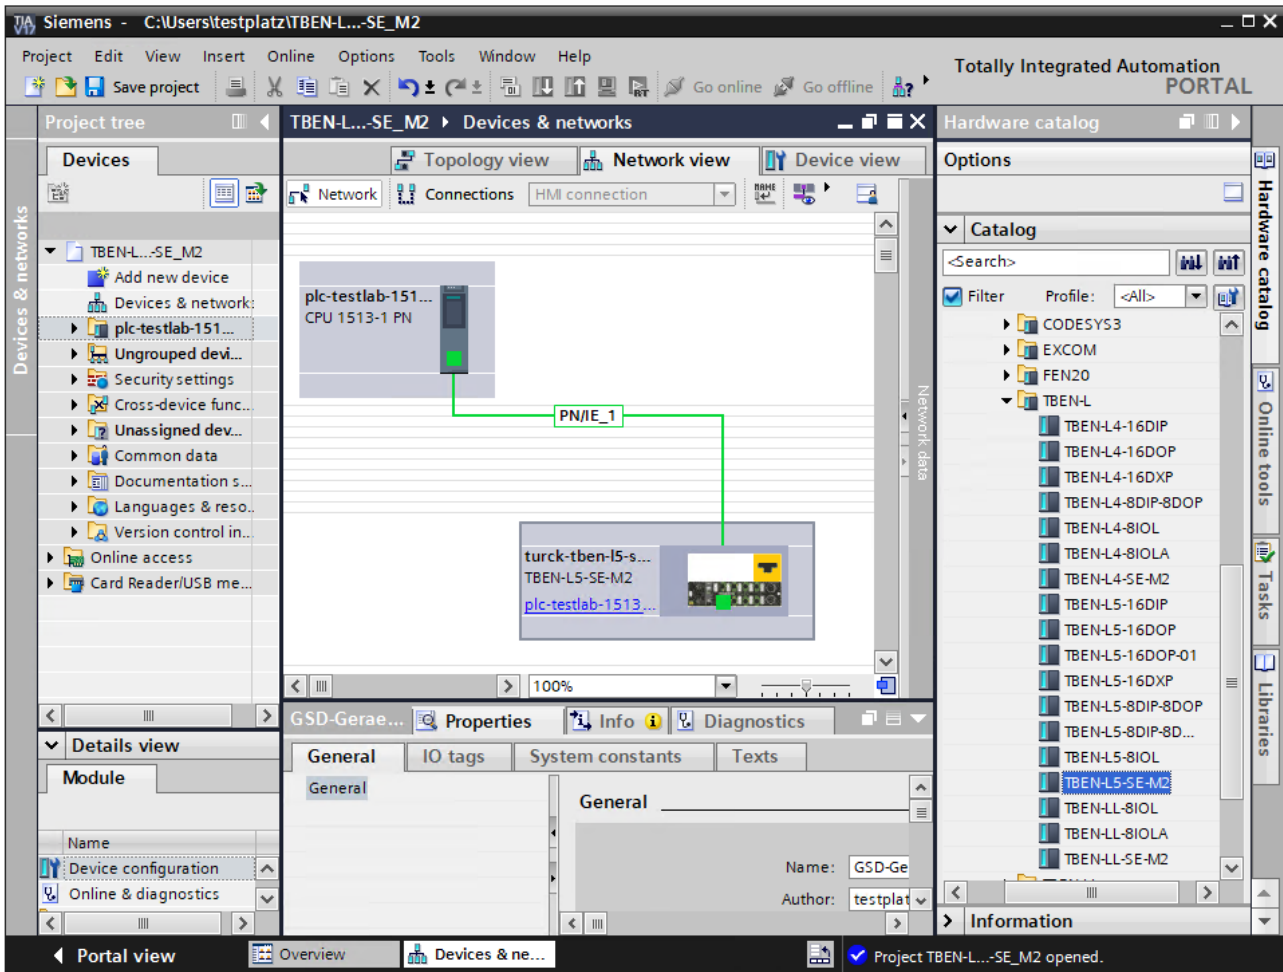 Siemens - C:\Users\testplatz\TBEN-L...-SE_M2
Project Edit View Insert Online Options Tools Window Help
Totally Integrated Automation
PORTAL
Save project
Go online
Go offline
Project tree
Devices
Devices & networks
TBEN-L...-SE_M2
Add new device
Devices & network
plc-testlab-151...
Ungrouped devi...
Security settings
Cross-device func...
Unassigned dev...
Common data
Documentation s...
Languages & reso..
Version control in..
Online access
Card Reader/USB me...
Details view
Module
Name
Device configuration
Online & diagnostics
TBEN-L...-SE_M2 Devices & networks
Topology view
Network view
Device view
Network
Connections
HMI connection
plc-testlab-151...
CPU 1513-1 PN
PN/IE_1
turck-tben-l5-s...
TBEN-L5-SE-M2
plc-testlab-1513...
100%
Network data
GSD-Gerae...
Properties
Info
Diagnostics
General
IO tags
System constants
Texts
General
General
Name: GSD-Ge
Author: testplat
Hardware catalog
Options
Catalog
<Search>
Filter Profile: <All>
CODESYS3
EXCOM
FEN20
TBEN-L
TBEN-L4-16DIP
TBEN-L4-16DOP
TBEN-L4-16DXP
TBEN-L4-8DIP-8DOP
TBEN-L4-8IOL
TBEN-L4-8IOLA
TBEN-L4-SE-M2
TBEN-L5-16DIP
TBEN-L5-16DOP
TBEN-L5-16DOP-01
TBEN-L5-16DXP
TBEN-L5-8DIP-8DOP
TBEN-L5-8DIP-8D...
TBEN-L5-8IOL
TBEN-L5-SE-M2
TBEN-LL-8IOL
TBEN-LL-8IOLA
TBEN-LL-SE-M2
Information
Hardware catalog
Online tools
Tasks
Libraries
Portal view
Overview
Devices & ne...
Project TBEN-L...-SE_M2 opened.